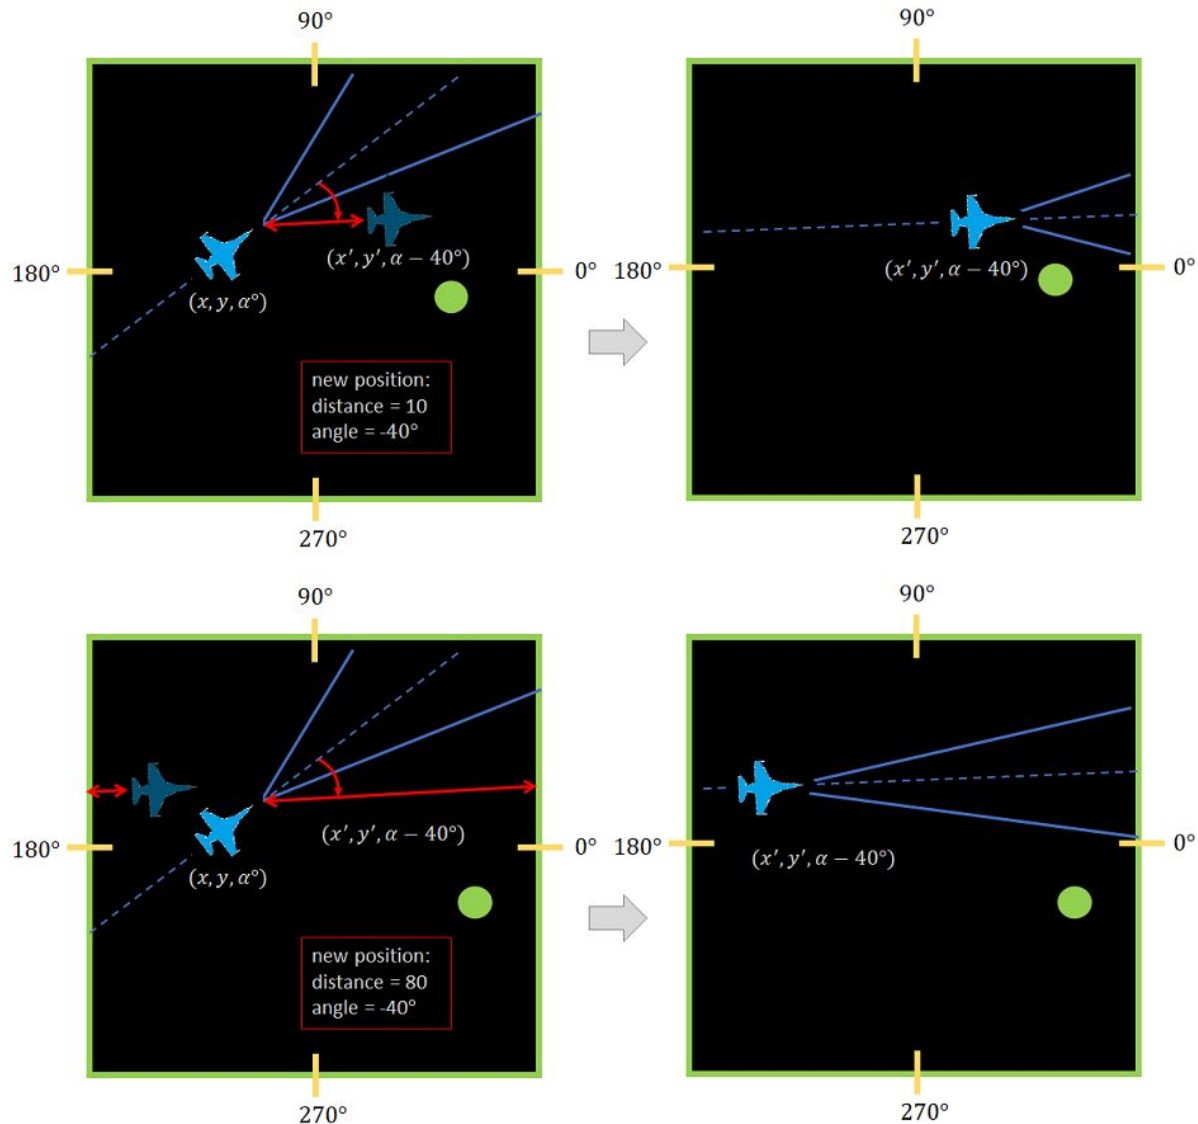 90°
90°
180°
(x′, y′, α − 40°)
0°
(x, y, α°)
180°
(x′, y′, α − 40°)
0°
new position:
distance = 10
angle = -40°
270°
270°
90°
90°
180°
(x′, y′, α − 40°)
0°
(x, y, α°)
180°
(x′, y′, α − 40°)
0°
new position:
distance = 80
angle = -40°
270°
270°